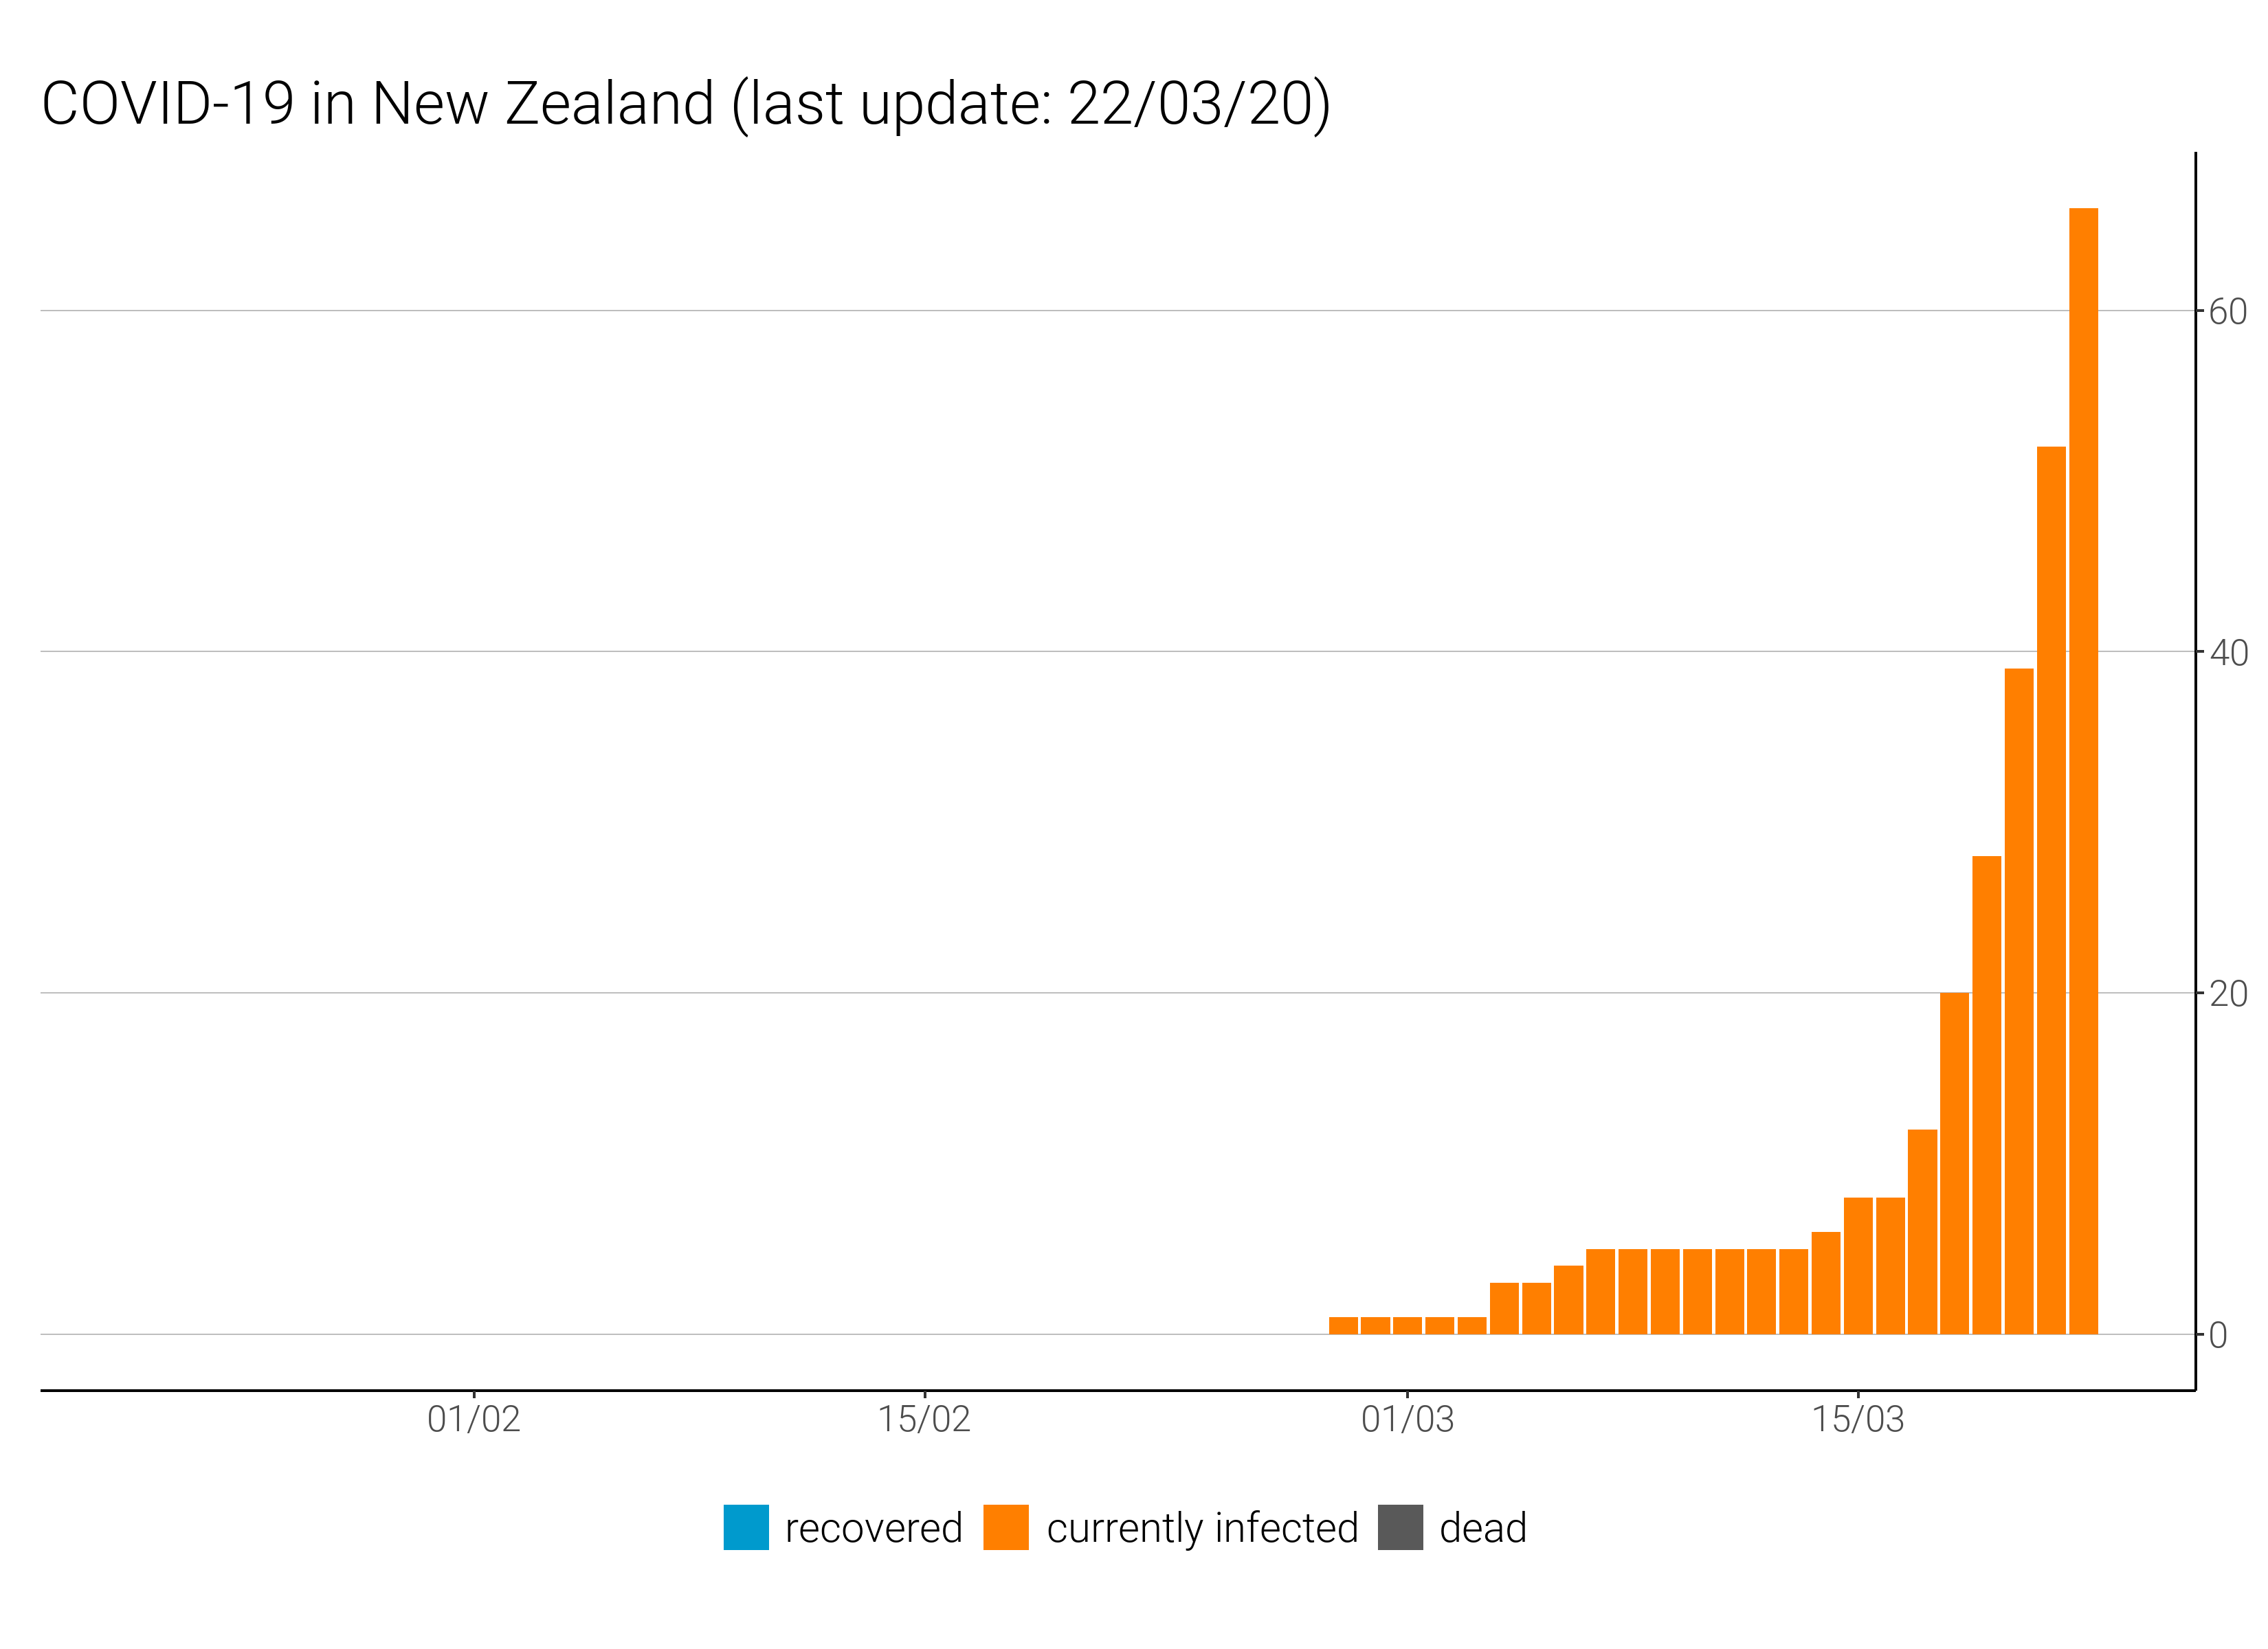 COVID-19 in New Zealand (last update: 22/03/20)
60
40
20
0
01/02 15/02 01/03 15/03
recovered currently infected dead